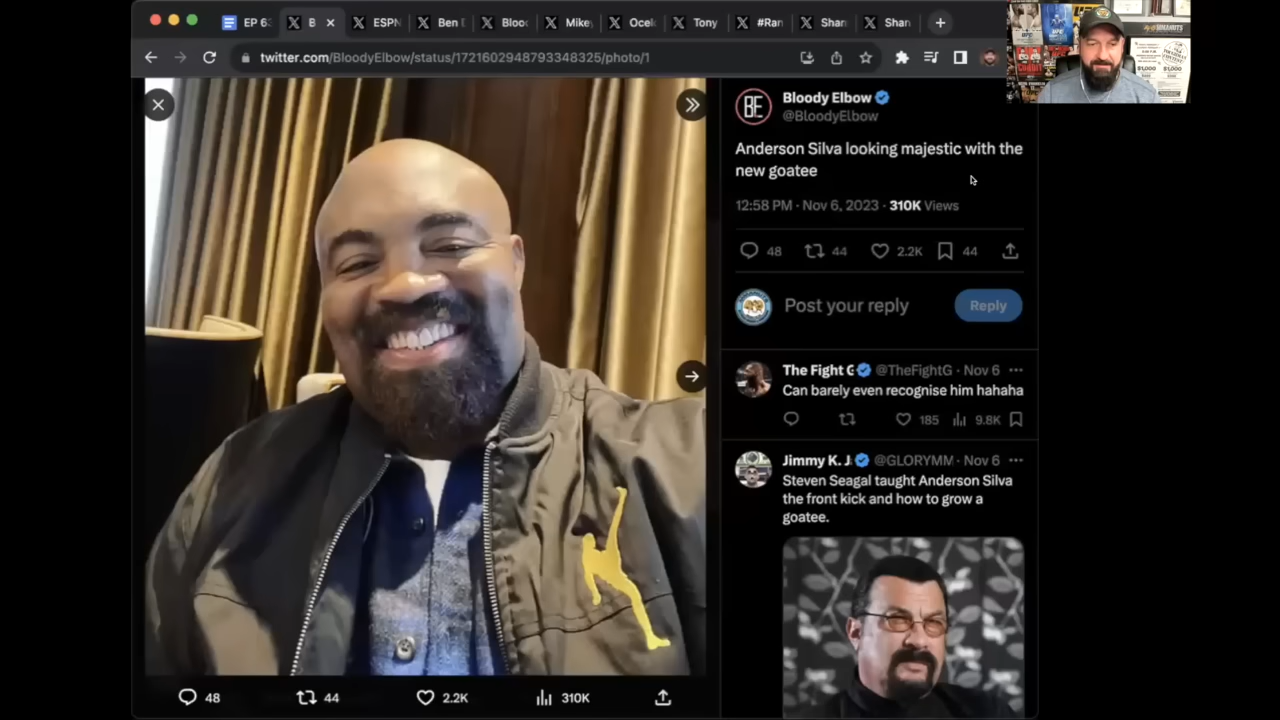 EP 6
B
ESPN
Ben
Bloo
Mike
Ocel
Tony
#Ran
Shan
Shan
twitter.com/BloodyElbow/stat 21602948793348325/photo/1
BE
Bloody Elbow
@BloodyElbow
Anderson Silva looking majestic with the
new goatee
12:58 PM · Nov 6, 2023 · 310K Views
48 44 2.2K 44
Post your reply
Reply
The Fight G @TheFightG · Nov 6
Can barely even recognise him hahaha
185 9.8K
Jimmy K. J @GLORYMM · Nov 6
Steven Seagal taught Anderson Silva
the front kick and how to grow a
goatee.
48 44 2.2K 310K